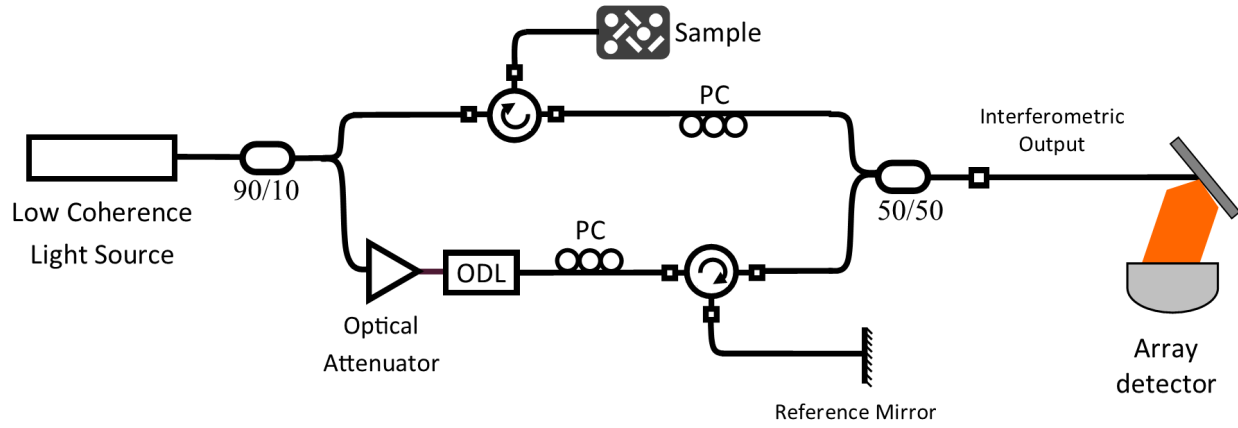 Sample
PC
Interferometric
Output
90/10
50/50
Low Coherence
Light Source
PC
ODL
Optical
Attenuator
Array
detector
Reference Mirror